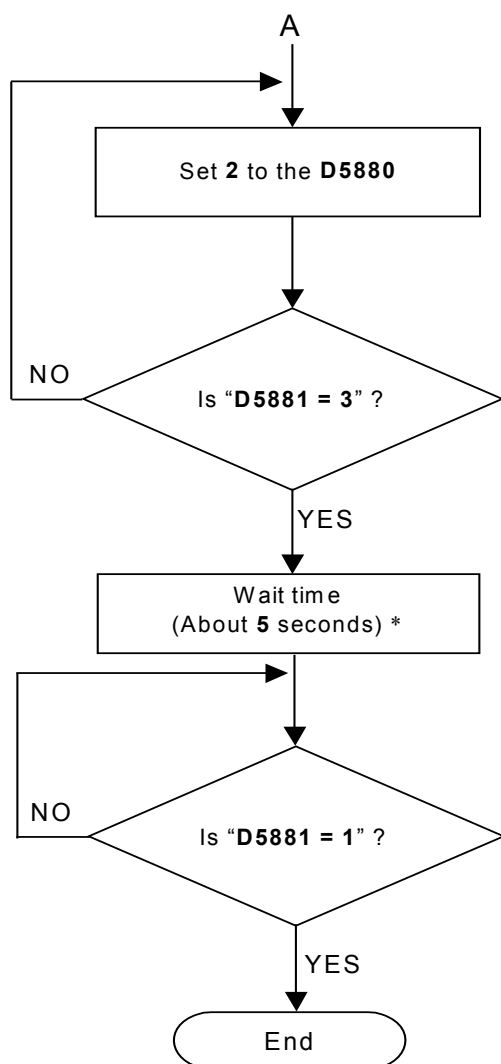 A
Set 2 to the D5880
NO
Is “D5881 = 3” ?
YES
Wait time
(About 5 seconds) *
NO
Is “D5881 = 1” ?
YES
End